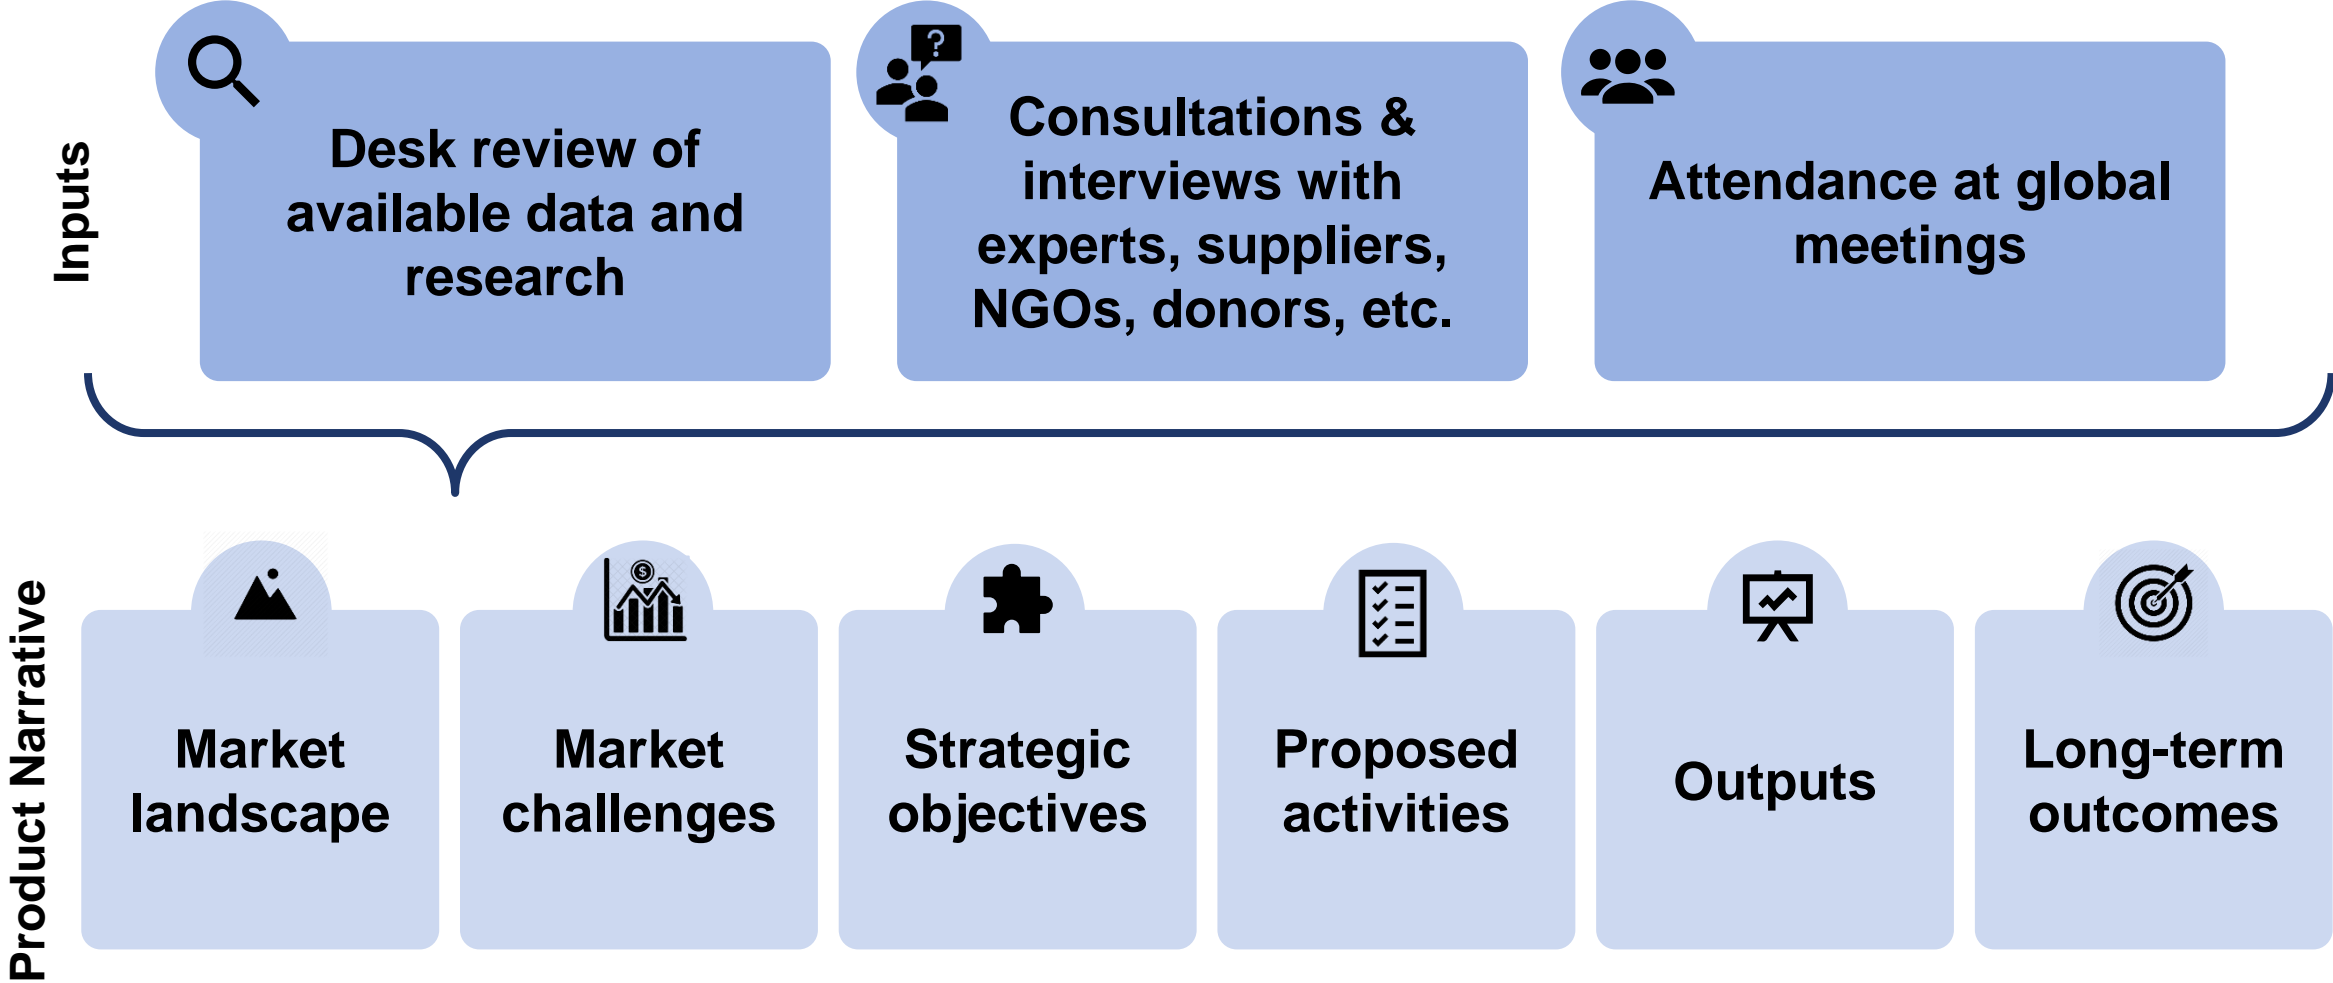 Inputs
Desk review of
available data and
research
Consultations &
interviews with
experts, suppliers,
NGOs, donors, etc.
Attendance at global
meetings
Product Narrative
Market
landscape
Market
challenges
Strategic
objectives
Proposed
activities
Outputs
Long-term
outcomes